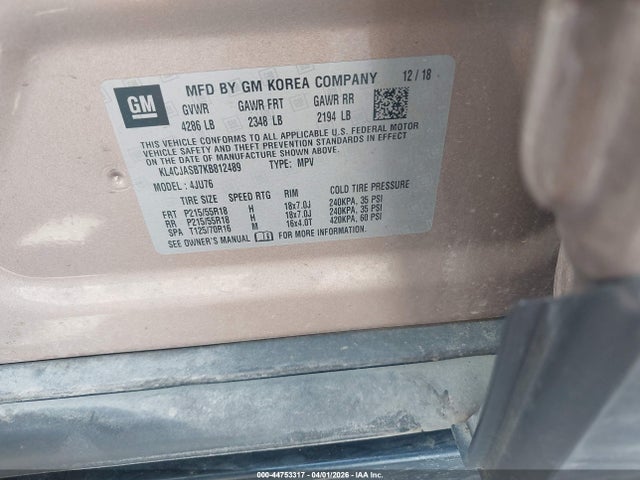 GM
MFD BY GM KOREA COMPANY 12/18
GVWR GAWR FRT GAWR RR
4286 LB 2348 LB 2194 LB
THIS VEHICLE CONFORMS TO ALL APPLICABLE U.S. FEDERAL MOTOR
VEHICLE SAFETY AND THEFT PREVENTION STANDARDS IN EFFECT ON
THE DATE OF MANUFACTURE SHOWN ABOVE.
KL4CJASB7KB812489 TYPE: MPV
MODEL: 4JU76
TIRE SIZE SPEED RTG RIM COLD TIRE PRESSURE
FRT P215/55R18 H 18x7.0J 240KPA, 35 PSI
RR P215/55R18 H 18x7.0J 240KPA, 35 PSI
SPA T125/70R16 M 16x4.0T 420KPA, 60 PSI
SEE OWNER'S MANUAL FOR MORE INFORMATION.
000-44753317 - 04/01/2026 - IAA Inc.